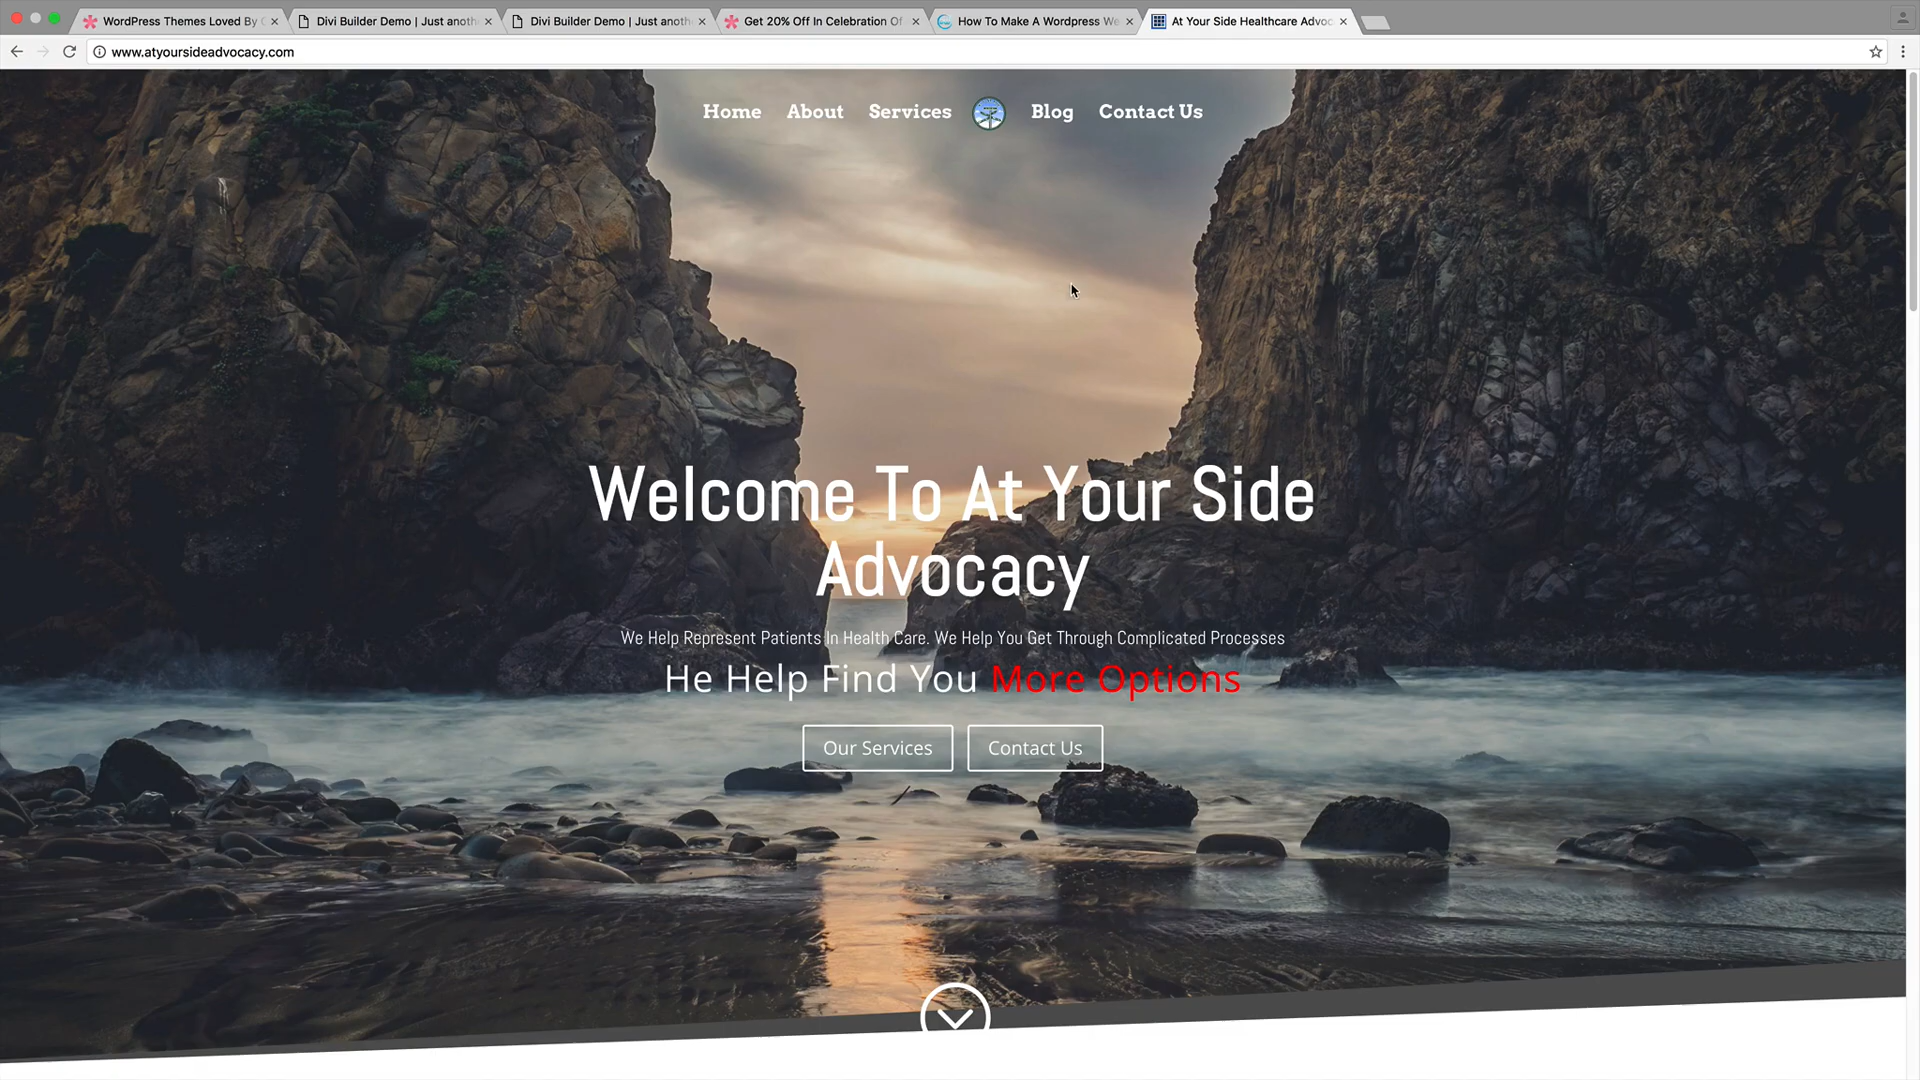 WordPress Themes Loved By
Divi Builder Demo | Just anoth
Divi Builder Demo | Just anoth
Get 20% Off In Celebration Of
How To Make A Wordpress We
At Your Side Healthcare Advoc
www.atyoursideadvocacy.com
Home About Services Blog Contact Us
Welcome To At Your Side
Advocacy
We Help Represent Patients In Health Care. We Help You Get Through Complicated Processes
He Help Find You More Options
Our Services Contact Us